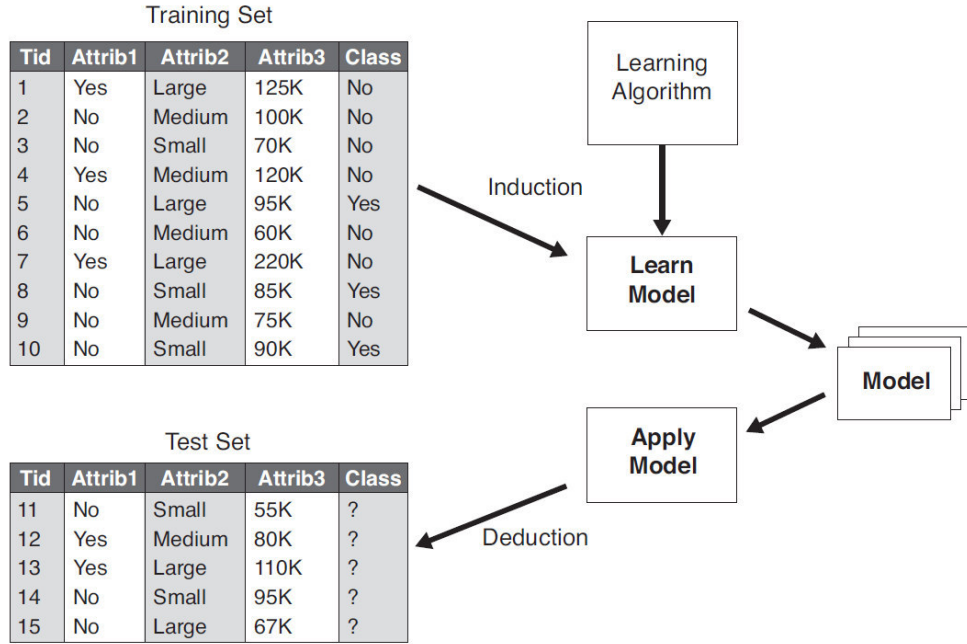 Training Set
Tid Attrib1 Attrib2 Attrib3 Class
1 Yes Large 125K No
2 No Medium 100K No
3 No Small 70K No
4 Yes Medium 120K No
5 No Large 95K Yes
6 No Medium 60K No
7 Yes Large 220K No
8 No Small 85K Yes
9 No Medium 75K No
10 No Small 90K Yes
Learning
Algorithm
Induction
Learn
Model
Model
Apply
Model
Deduction
Test Set
Tid Attrib1 Attrib2 Attrib3 Class
11 No Small 55K ?
12 Yes Medium 80K ?
13 Yes Large 110K ?
14 No Small 95K ?
15 No Large 67K ?